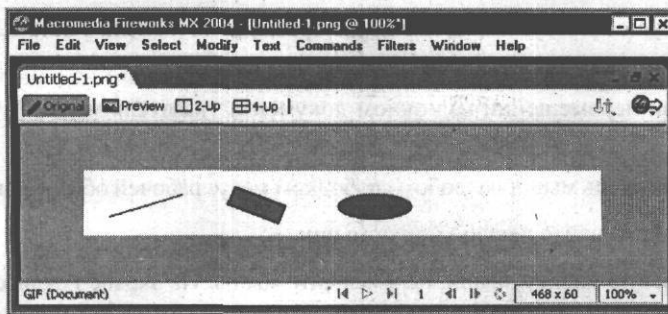 Macromedia Fireworks MX 2004 - [Untitled-1.png @ 100%*]
File Edit View Select Modify Text Commands Filters Window Help
Untitled-1.png*
Original Preview 2-Up 4-Up
GIF (Document) 1 468 x 60 100%